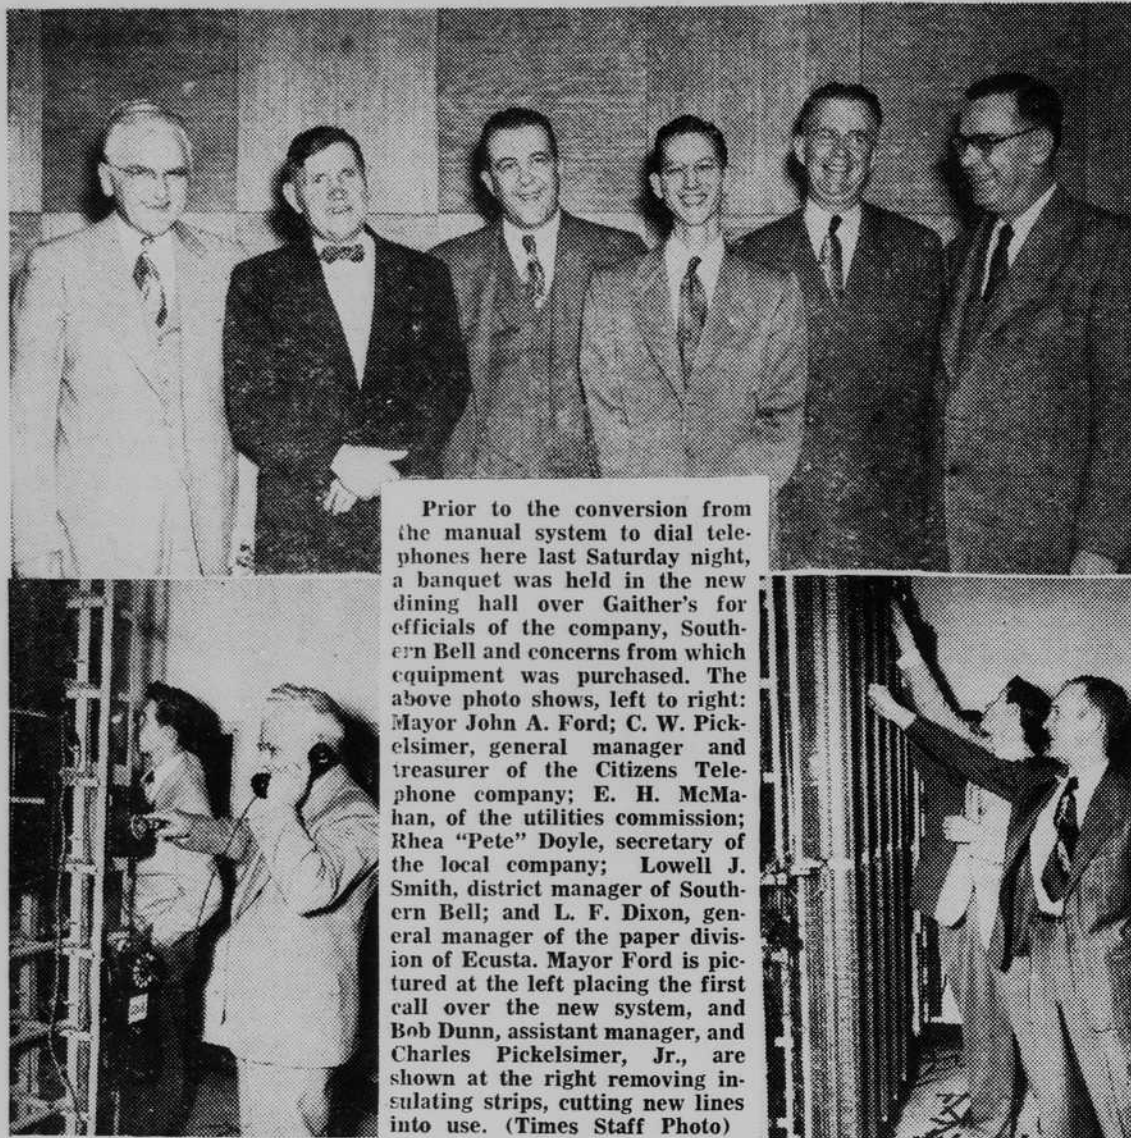 Prior to the conversion from
the manual system to dial tele-
phones here last Saturday night,
a banquet was held in the new
dining hall over Gaither's for
officials of the company, South-
ern Bell and concerns from which
equipment was purchased. The
above photo shows, left to right:
Mayor John A. Ford; C. W. Pick-
elsimer, general manager and
treasurer of the Citizens Tele-
phone company; E. H. McMa-
han, of the utilities commission;
Rhea "Pete" Doyle, secretary of
the local company; Lowell J.
Smith, district manager of South-
ern Bell; and L. F. Dixon, gen-
eral manager of the paper divis-
ion of Ecusta. Mayor Ford is pic-
tured at the left placing the first
call over the new system, and
Bob Dunn, assistant manager, and
Charles Pickelsimer, Jr., are
shown at the right removing in-
sulating strips, cutting new lines
into use. (Times Staff Photo)